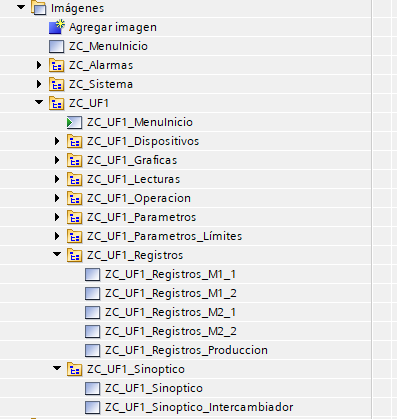 Imágenes
Agregar imagen
ZC_MenuInicio
ZC_Alarmas
ZC_Sistema
ZC_UF1
ZC_UF1_MenuInicio
ZC_UF1_Dispositivos
ZC_UF1_Graficas
ZC_UF1_Lecturas
ZC_UF1_Operacion
ZC_UF1_Parametros
ZC_UF1_Parametros_Límites
ZC_UF1_Registros
ZC_UF1_Registros_M1_1
ZC_UF1_Registros_M1_2
ZC_UF1_Registros_M2_1
ZC_UF1_Registros_M2_2
ZC_UF1_Registros_Produccion
ZC_UF1_Sinoptico
ZC_UF1_Sinoptico
ZC_UF1_Sinoptico_Intercambiador